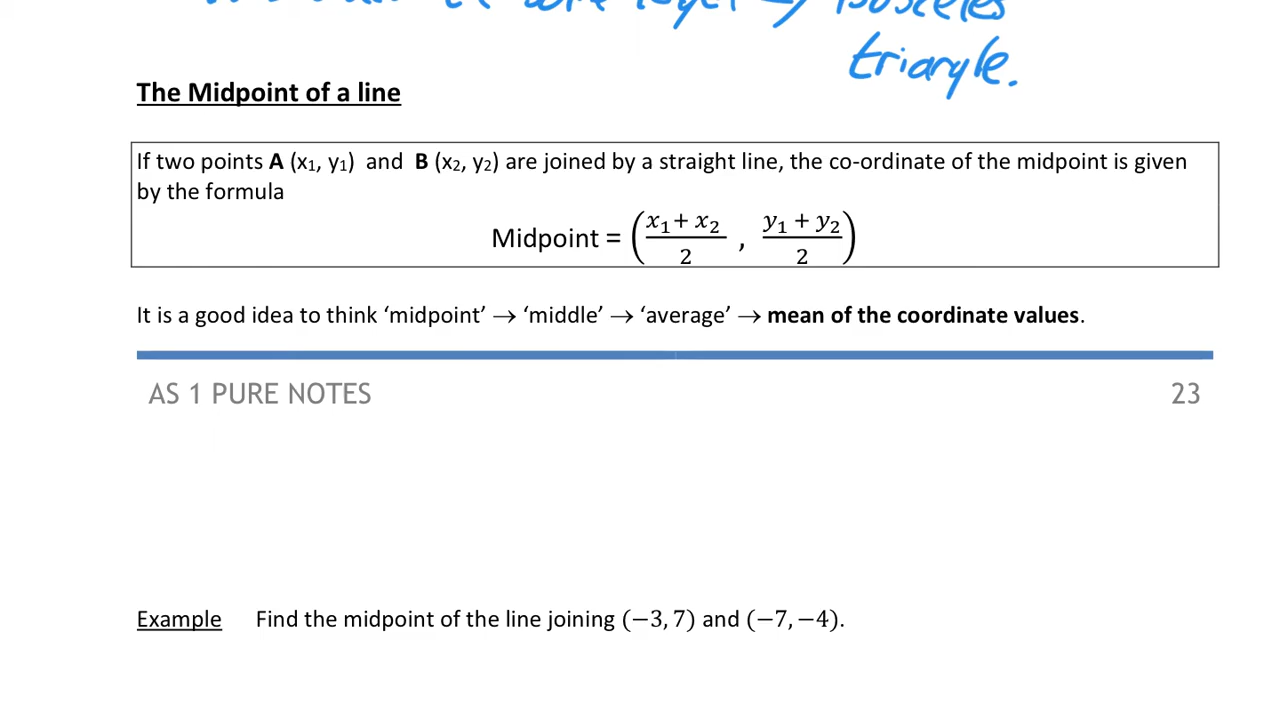 same length → isosceles
triangle.
The Midpoint of a line
If two points A (x₁, y₁) and B (x₂, y₂) are joined by a straight line, the co-ordinate of the midpoint is given
by the formula
Midpoint = ((x₁ + x₂)/2 , (y₁ + y₂)/2)
It is a good idea to think ‘midpoint’ → ‘middle’ → ‘average’ → mean of the coordinate values.
AS 1 PURE NOTES 23
Example Find the midpoint of the line joining (−3, 7) and (−7, −4).